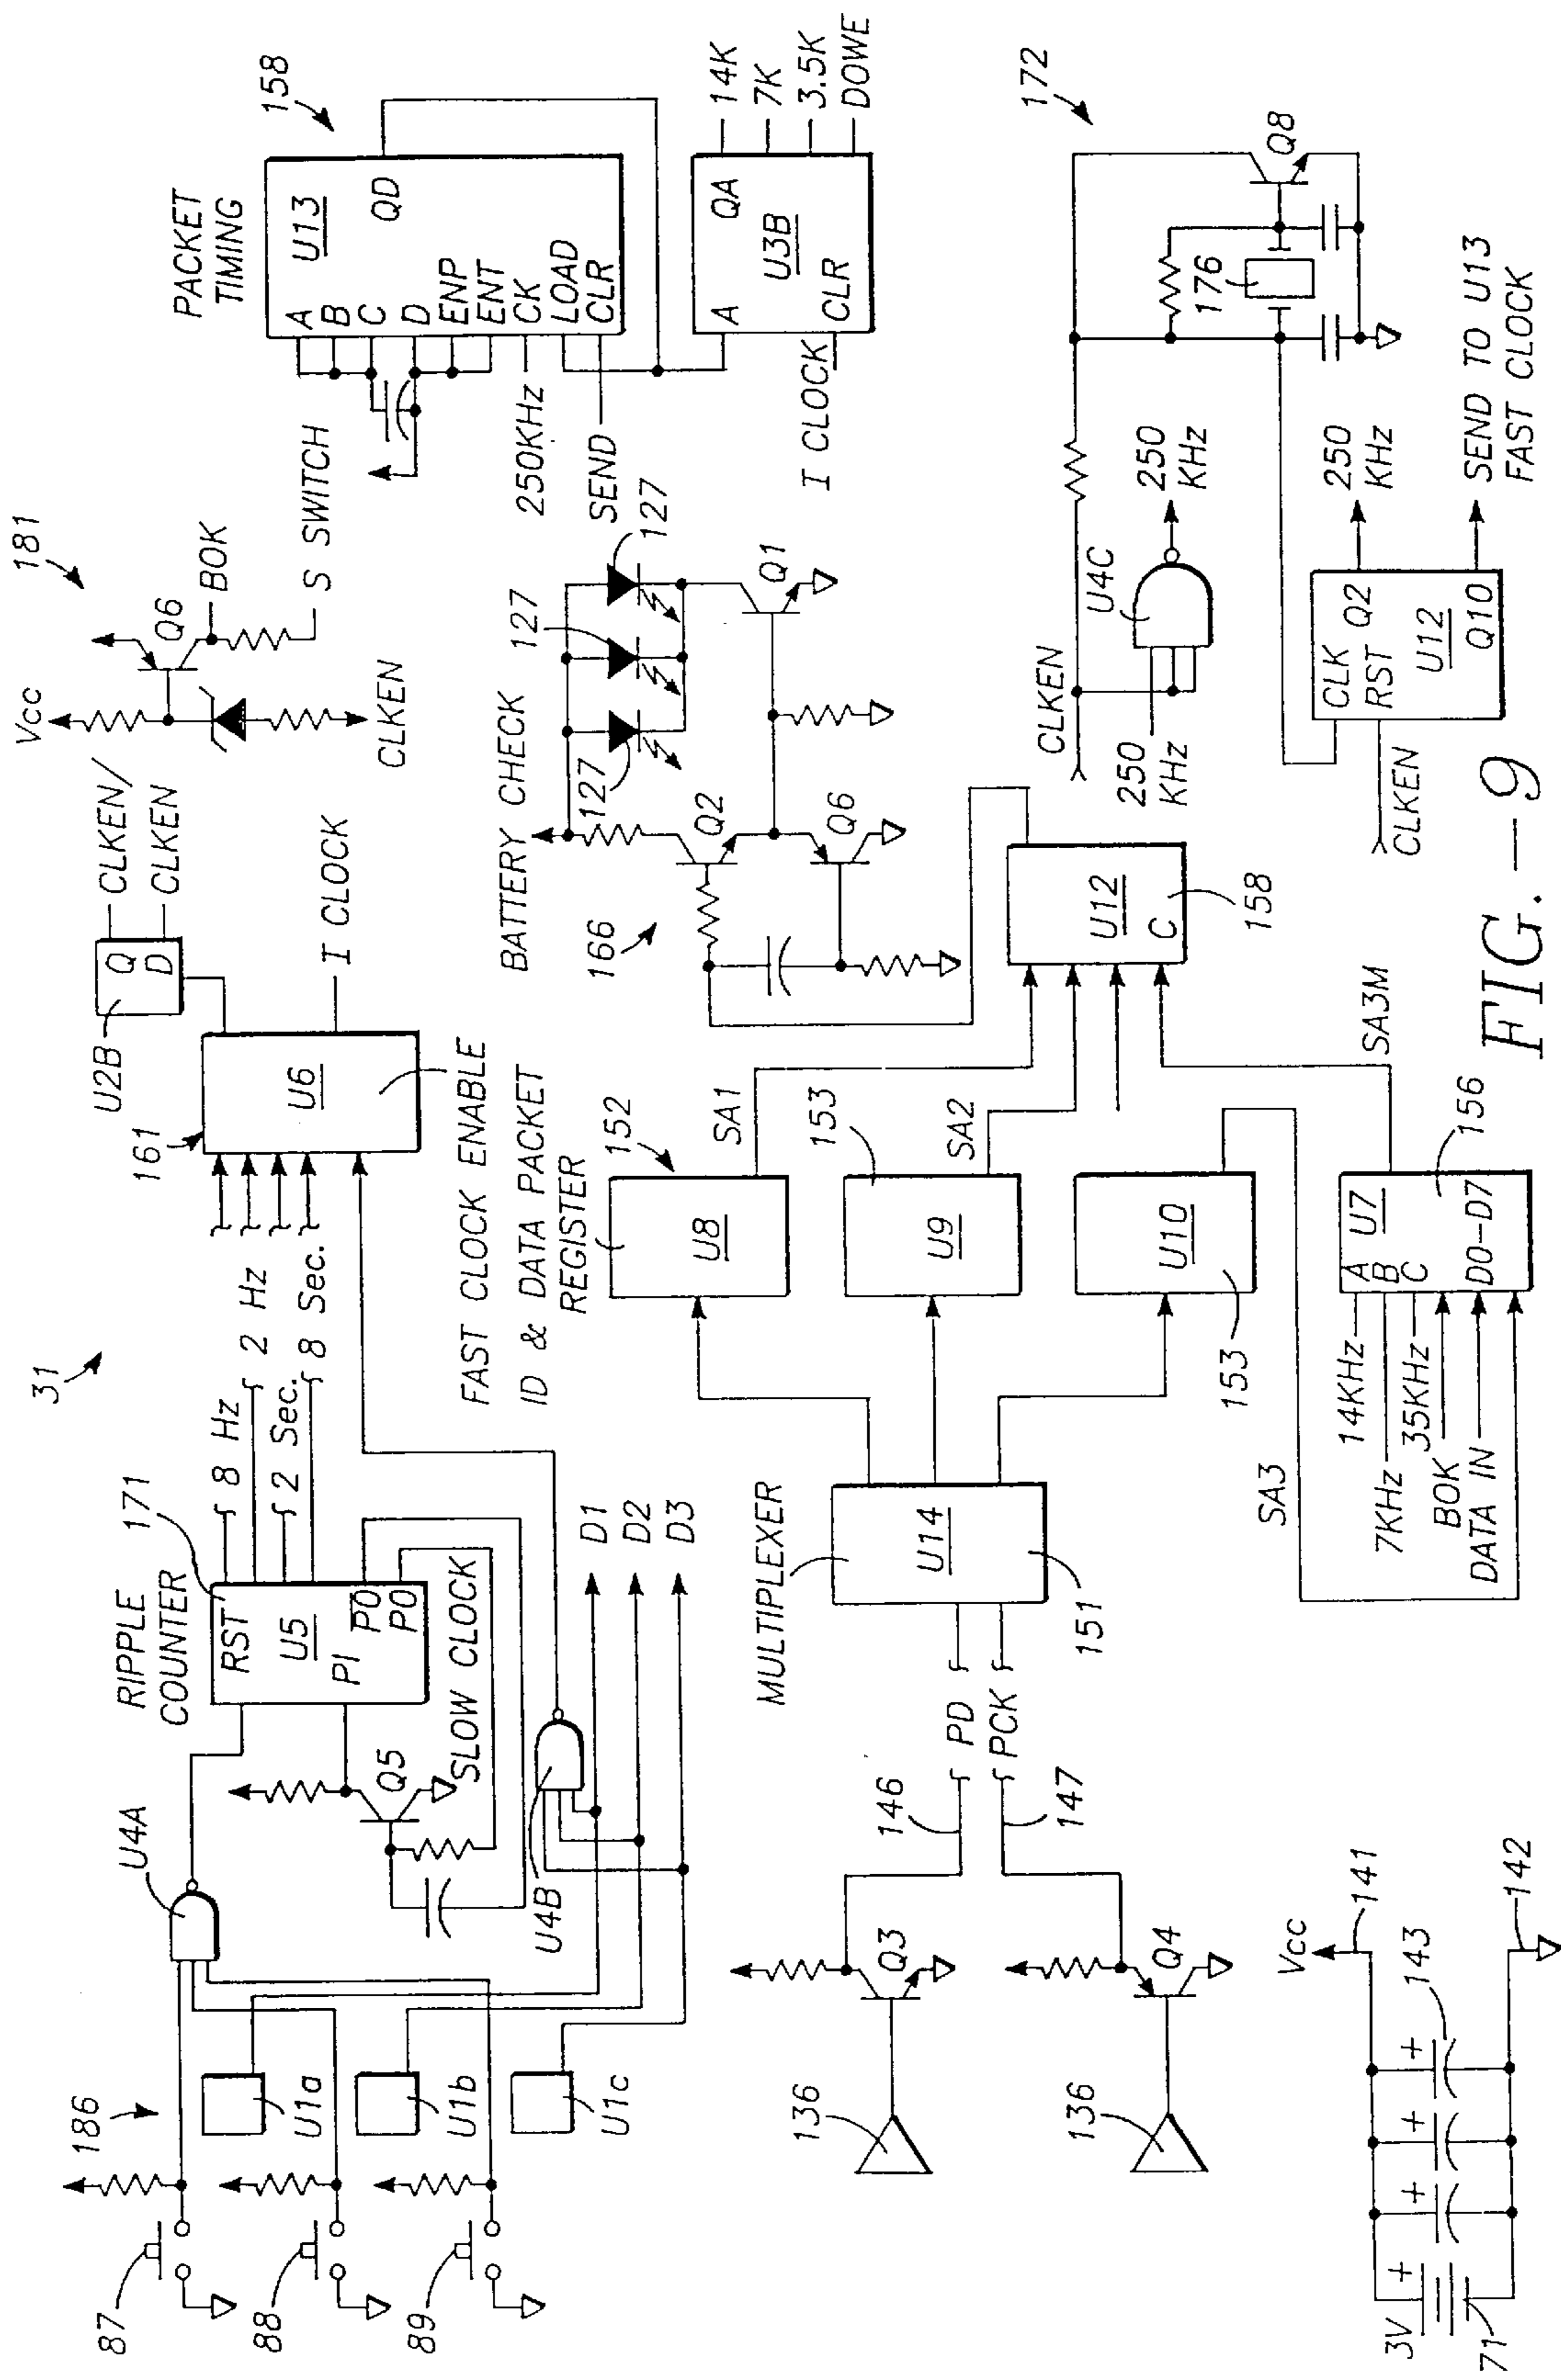 31
186
87
88
89
U4A
U1a
U1b
U1c
RIPPLE
COUNTER
171
RST
U5
PI
PO
PO
Q5
SLOW CLOCK
U4B
D1
D2
D3
8 Hz
2 Hz
2 Sec.
8 Sec.
161
U6
U2B
Q
D
CLKEN/
CLKEN
I CLOCK
FAST CLOCK ENABLE
Vcc
181
Q6
BOK
S SWITCH
CLKEN
PACKET
TIMING
158
U13
A
B
C
D
ENP
ENT
CK
LOAD
CLR
QD
250KHz
SEND
A
QA
U3B
CLR
I CLOCK
14K
7K
3.5K
DOWE
BATTERY CHECK
127
127
127
166
Q2
Q6
Q1
136
136
Q3
Q4
146
147
PD
PCK
MULTIPLEXER
U14
151
ID & DATA PACKET
REGISTER
152
U8
SA1
153
U9
SA2
U10
153
SA3
14KHz
7KHz
35KHz
BOK
DATA IN
A
B
C
U7
D0-D7
156
SA3M
U12
C
158
172
CLKEN
250
KHz
U4C
250
KHz
176
Q8
CLK
RST
Q2
U12
Q10
CLKEN
250
KHz
SEND TO U13
FAST CLOCK
3V
+
+
+
+
71
143
Vcc
141
142
FIG.-9